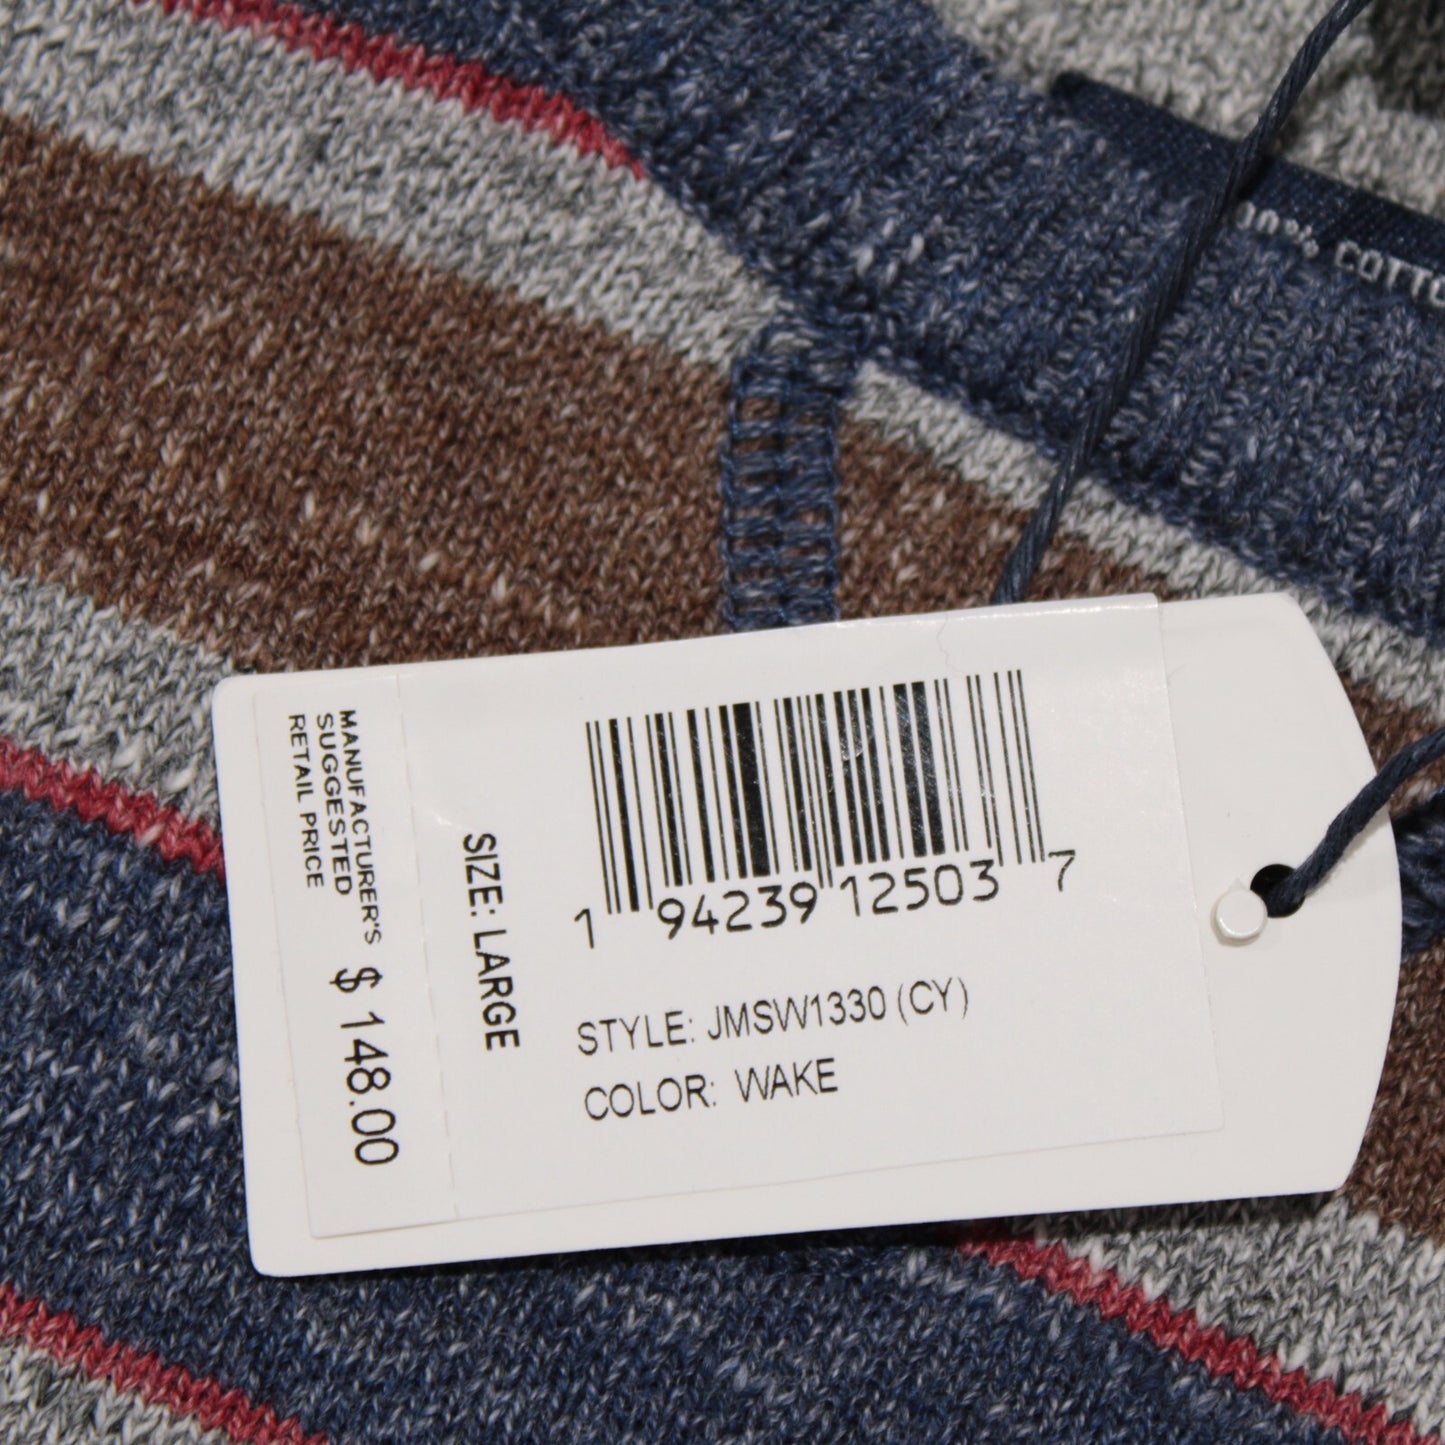 MANUFACTURER'S
SUGGESTED
RETAIL PRICE
$ 148.00
SIZE: LARGE
1 94239 12503 7
STYLE: JMSW1330 (CY)
COLOR: WAKE